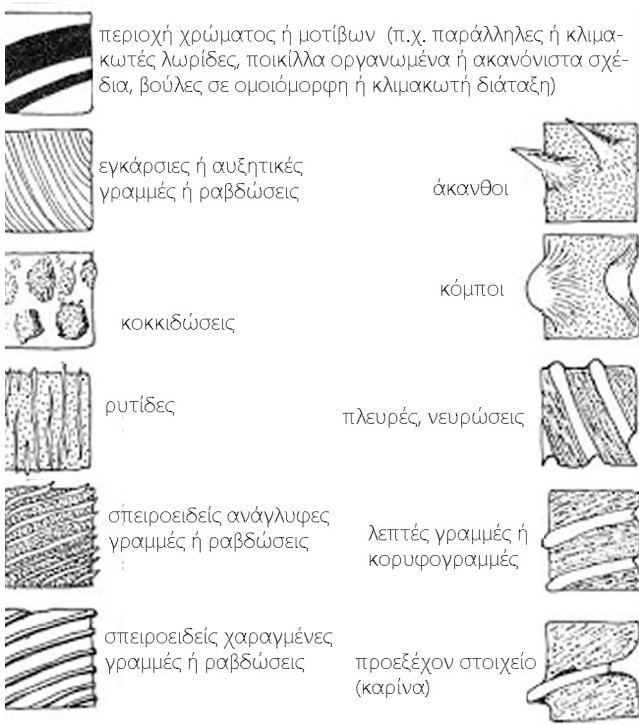 περιοχή χρώματος ή μοτίβων (π.χ. παράλληλες ή κλιμα-
κωτές λωρίδες, ποικίλλα οργανωμένα ή ακανόνιστα σχέ-
δια, βούλες σε ομοιόμορφη ή κλιμακωτή διάταξη)
εγκάρσιες ή αυξητικές
γραμμές ή ραβδώσεις
κοκκιδώσεις
ρυτίδες
σπειροειδείς ανάγλυφες
γραμμές ή ραβδώσεις
σπειροειδείς χαραγμένες
γραμμές ή ραβδώσεις
άκανθοι
κόμποι
πλευρές, νευρώσεις
λεπτές γραμμές ή
κορυφογραμμές
προεξέχον στοιχείο
(καρίνα)